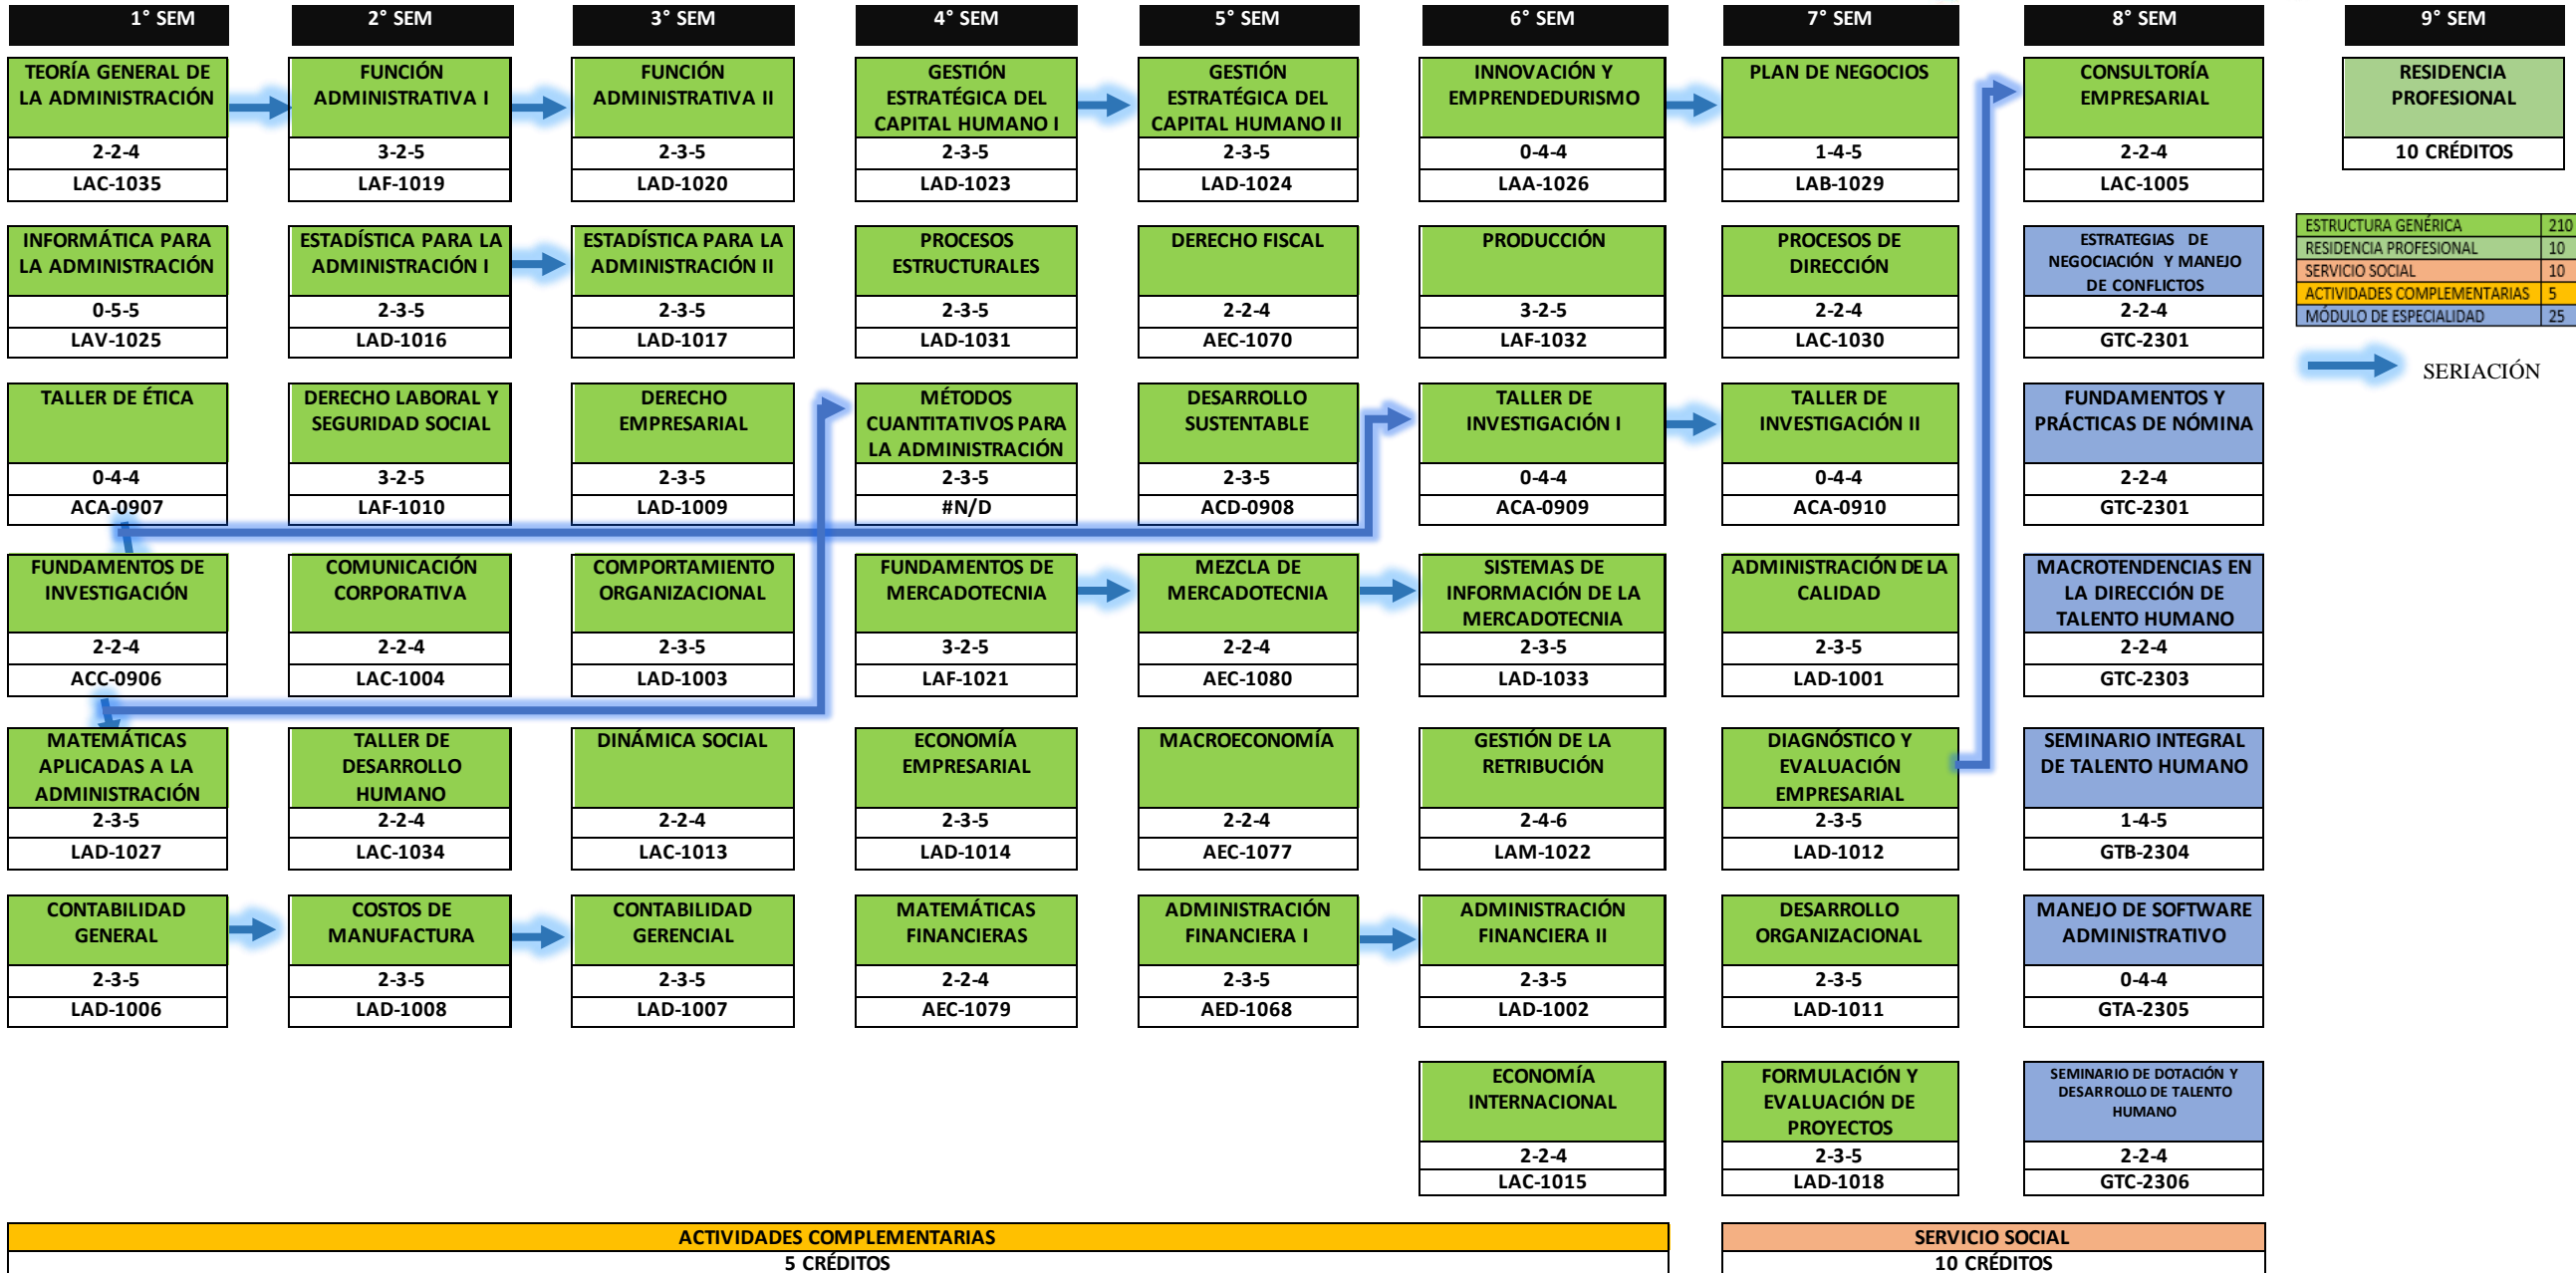 1° SEM
2° SEM
3° SEM
4° SEM
5° SEM
6° SEM
7° SEM
8° SEM
9° SEM
TEORÍA GENERAL DE
LA ADMINISTRACIÓN
2-2-4
LAC-1035
FUNCIÓN
ADMINISTRATIVA I
3-2-5
LAF-1019
FUNCIÓN
ADMINISTRATIVA II
2-3-5
LAD-1020
GESTIÓN
ESTRATÉGICA DEL
CAPITAL HUMANO I
2-3-5
LAD-1023
GESTIÓN
ESTRATÉGICA DEL
CAPITAL HUMANO II
2-3-5
LAD-1024
INNOVACIÓN Y
EMPRENDEDURISMO
0-4-4
LAA-1026
PLAN DE NEGOCIOS
1-4-5
LAB-1029
CONSULTORÍA
EMPRESARIAL
2-2-4
LAC-1005
RESIDENCIA
PROFESIONAL
10 CRÉDITOS
INFORMÁTICA PARA
LA ADMINISTRACIÓN
0-5-5
LAV-1025
ESTADÍSTICA PARA LA
ADMINISTRACIÓN I
2-3-5
LAD-1016
ESTADÍSTICA PARA LA
ADMINISTRACIÓN II
2-3-5
LAD-1017
PROCESOS
ESTRUCTURALES
2-3-5
LAD-1031
DERECHO FISCAL
2-2-4
AEC-1070
PRODUCCIÓN
3-2-5
LAF-1032
PROCESOS DE
DIRECCIÓN
2-2-4
LAC-1030
ESTRATEGIAS DE
NEGOCIACIÓN Y MANEJO
DE CONFLICTOS
2-2-4
GTC-2301
ESTRUCTURA GENÉRICA 210
RESIDENCIA PROFESIONAL 10
SERVICIO SOCIAL 10
ACTIVIDADES COMPLEMENTARIAS 5
MÓDULO DE ESPECIALIDAD 25
SERIACIÓN
TALLER DE ÉTICA
0-4-4
ACA-0907
DERECHO LABORAL Y
SEGURIDAD SOCIAL
3-2-5
LAF-1010
DERECHO
EMPRESARIAL
2-3-5
LAD-1009
MÉTODOS
CUANTITATIVOS PARA
LA ADMINISTRACIÓN
2-3-5
#N/D
DESARROLLO
SUSTENTABLE
2-3-5
ACD-0908
TALLER DE
INVESTIGACIÓN I
0-4-4
ACA-0909
TALLER DE
INVESTIGACIÓN II
0-4-4
ACA-0910
FUNDAMENTOS Y
PRÁCTICAS DE NÓMINA
2-2-4
GTC-2301
FUNDAMENTOS DE
INVESTIGACIÓN
2-2-4
ACC-0906
COMUNICACIÓN
CORPORATIVA
2-2-4
LAC-1004
COMPORTAMIENTO
ORGANIZACIONAL
2-3-5
LAD-1003
FUNDAMENTOS DE
MERCADOTECNIA
3-2-5
LAF-1021
MEZCLA DE
MERCADOTECNIA
2-2-4
AEC-1080
SISTEMAS DE
INFORMACIÓN DE LA
MERCADOTECNIA
2-3-5
LAD-1033
ADMINISTRACIÓN DE LA
CALIDAD
2-3-5
LAD-1001
MACROTENDENCIAS EN
LA DIRECCIÓN DE
TALENTO HUMANO
2-2-4
GTC-2303
MATEMÁTICAS
APLICADAS A LA
ADMINISTRACIÓN
2-3-5
LAD-1027
TALLER DE
DESARROLLO
HUMANO
2-2-4
LAC-1034
DINÁMICA SOCIAL
2-2-4
LAC-1013
ECONOMÍA
EMPRESARIAL
2-3-5
LAD-1014
MACROECONOMÍA
2-2-4
AEC-1077
GESTIÓN DE LA
RETRIBUCIÓN
2-4-6
LAM-1022
DIAGNÓSTICO Y
EVALUACIÓN
EMPRESARIAL
2-3-5
LAD-1012
SEMINARIO INTEGRAL
DE TALENTO HUMANO
1-4-5
GTB-2304
CONTABILIDAD
GENERAL
2-3-5
LAD-1006
COSTOS DE
MANUFACTURA
2-3-5
LAD-1008
CONTABILIDAD
GERENCIAL
2-3-5
LAD-1007
MATEMÁTICAS
FINANCIERAS
2-2-4
AEC-1079
ADMINISTRACIÓN
FINANCIERA I
2-3-5
AED-1068
ADMINISTRACIÓN
FINANCIERA II
2-3-5
LAD-1002
DESARROLLO
ORGANIZACIONAL
2-3-5
LAD-1011
MANEJO DE SOFTWARE
ADMINISTRATIVO
0-4-4
GTA-2305
ECONOMÍA
INTERNACIONAL
2-2-4
LAC-1015
FORMULACIÓN Y
EVALUACIÓN DE
PROYECTOS
2-3-5
LAD-1018
SEMINARIO DE DOTACIÓN Y
DESARROLLO DE TALENTO
HUMANO
2-2-4
GTC-2306
ACTIVIDADES COMPLEMENTARIAS
5 CRÉDITOS
SERVICIO SOCIAL
10 CRÉDITOS